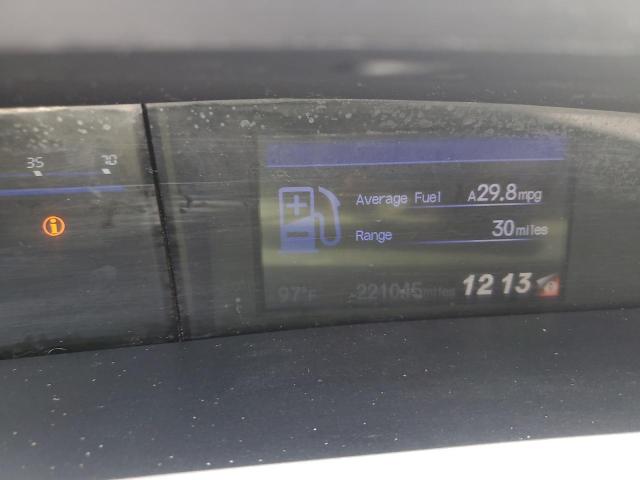 35 70
Average Fuel A29.8mpg
Range 30miles
97°F 221045miles 12 13